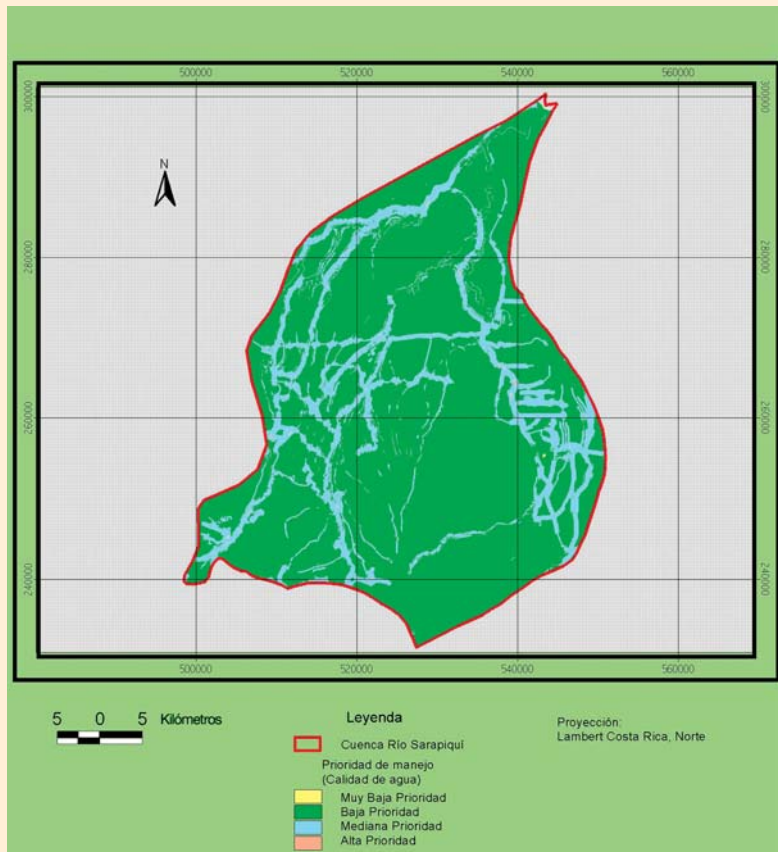 500000 520000 540000 560000
300000 300000
N
280000 280000
260000 260000
240000 240000
500000 520000 540000 560000
5 0 5 Kilómetros
Leyenda
Cuenca Río Sarapiquí
Prioridad de manejo
(Calidad de agua)
Muy Baja Prioridad
Baja Prioridad
Mediana Prioridad
Alta Prioridad
Proyección:
Lambert Costa Rica, Norte